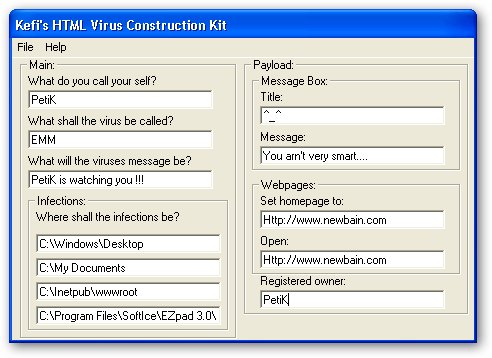 Kefi's HTML Virus Construction Kit
File Help
Main:
What do you call your self?
PetiK
What shall the virus be called?
EMM
What will the viruses message be?
PetiK is watching you !!!
Infections:
Where shall the infections be?
C:\Windows\Desktop
C:\My Documents
C:\Inetpub\wwwroot
C:\Program Files\SoftIce\EZpad 3.0\
Payload:
Message Box:
Title:
^_^
Message:
You arn't very smart....
Webpages:
Set homepage to:
Http://www.newbain.com
Open:
Http://www.newbain.com
Registered owner:
PetiK